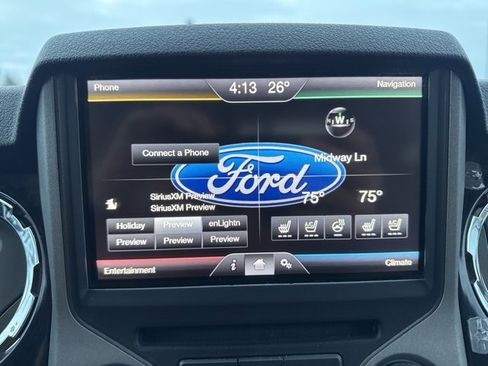 Phone
4:13 26°
Navigation
N W S
Connect a Phone
Ford
Midway Ln
SiriusXM Preview
SiriusXM Preview
75°
75°
Holiday Preview enLightn
Preview Preview Preview
Entertainment
i
Climate